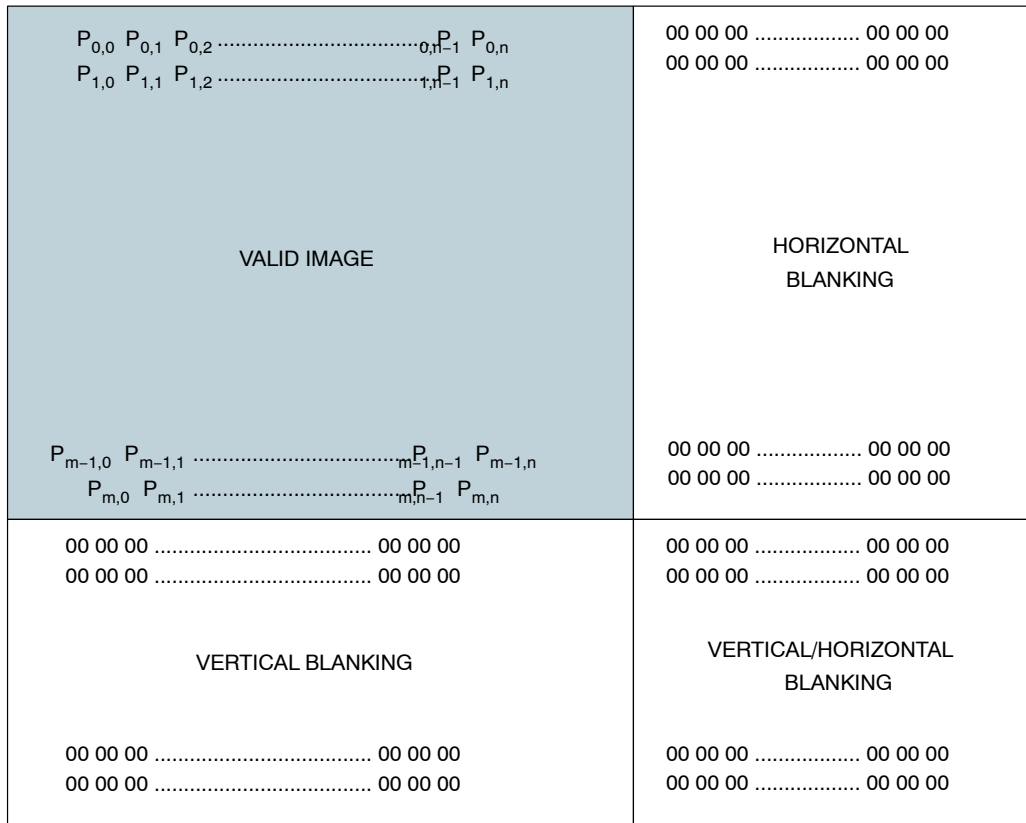 P0,0 P0,1 P0,2 ..................................... P0,n−1 P0,n
P1,0 P1,1 P1,2 ..................................... P1,n−1 P1,n
VALID IMAGE
Pm−1,0 Pm−1,1 ..................................... Pm−1,n−1 Pm−1,n
Pm,0 Pm,1 ..................................... Pm,n−1 Pm,n
00 00 00 .................. 00 00 00
00 00 00 .................. 00 00 00
HORIZONTAL
BLANKING
00 00 00 .................. 00 00 00
00 00 00 .................. 00 00 00
00 00 00 ..................................... 00 00 00
00 00 00 ..................................... 00 00 00
VERTICAL BLANKING
00 00 00 ..................................... 00 00 00
00 00 00 ..................................... 00 00 00
00 00 00 .................. 00 00 00
00 00 00 .................. 00 00 00
VERTICAL/HORIZONTAL
BLANKING
00 00 00 .................. 00 00 00
00 00 00 .................. 00 00 00